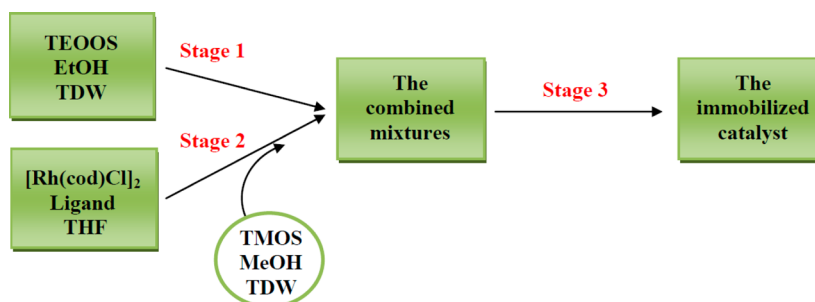 TEOOS
EtOH
TDW
Stage 1
The
combined
mixtures
Stage 3
The
immobilized
catalyst
Stage 2
[Rh(cod)Cl]₂
Ligand
THF
TMOS
MeOH
TDW